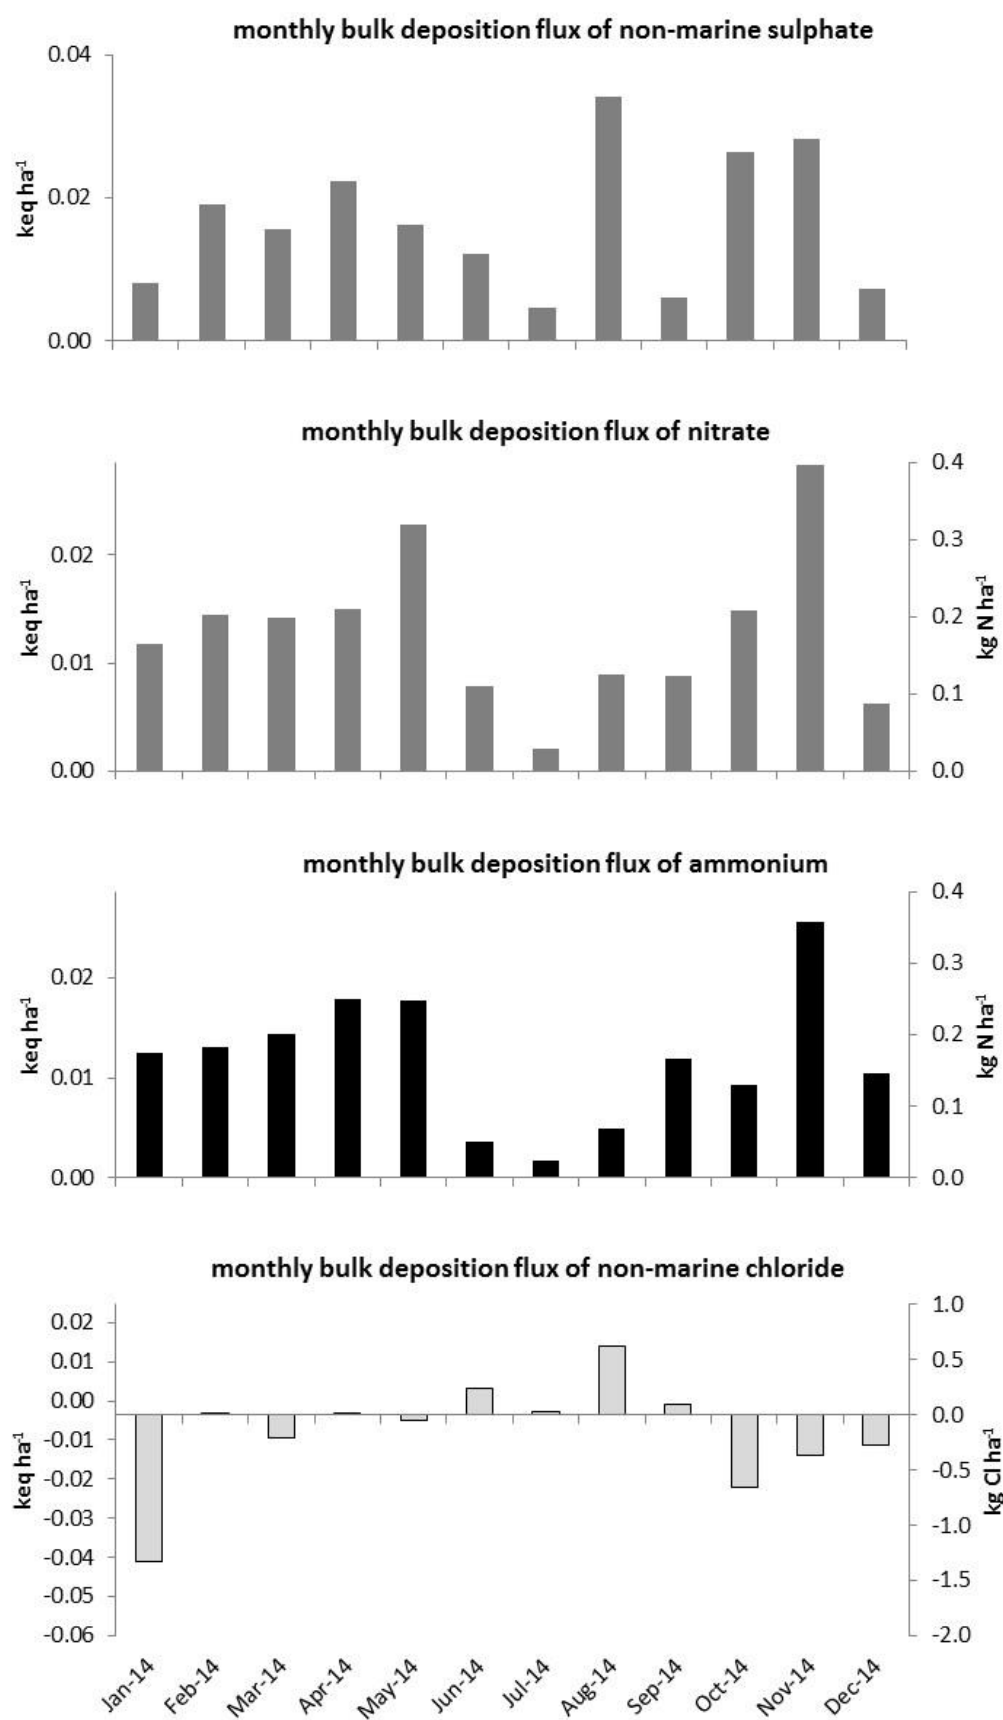 monthly bulk deposition flux of non-marine sulphate
0.04
0.02
0.00
keq ha-1
monthly bulk deposition flux of nitrate
0.02
0.01
0.00
keq ha-1
0.4
0.3
0.2
0.1
0.0
kg N ha-1
monthly bulk deposition flux of ammonium
0.02
0.01
0.00
keq ha-1
0.4
0.3
0.2
0.1
0.0
kg N ha-1
monthly bulk deposition flux of non-marine chloride
0.02
0.01
0.00
-0.01
-0.02
-0.03
-0.04
-0.05
-0.06
keq ha-1
1.0
0.5
0.0
-0.5
-1.0
-1.5
-2.0
kg Cl ha-1
Jan-14
Feb-14
Mar-14
Apr-14
May-14
Jun-14
Jul-14
Aug-14
Sep-14
Oct-14
Nov-14
Dec-14